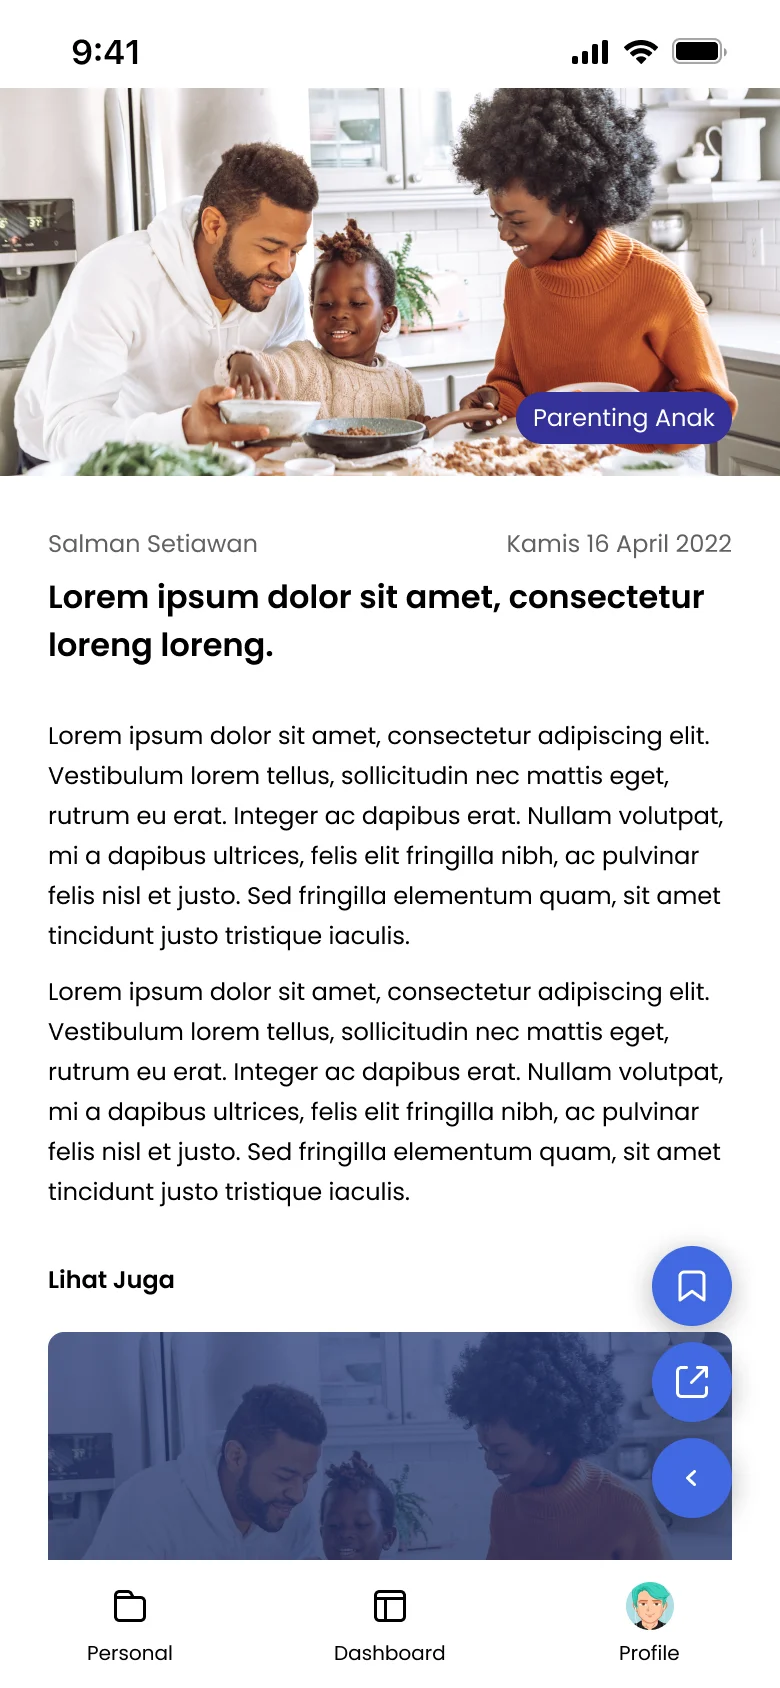 9:41
Parenting Anak
Salman Setiawan
Kamis 16 April 2022
Lorem ipsum dolor sit amet, consectetur
loreng loreng.
Lorem ipsum dolor sit amet, consectetur adipiscing elit.
Vestibulum lorem tellus, sollicitudin nec mattis eget,
rutrum eu erat. Integer ac dapibus erat. Nullam volutpat,
mi a dapibus ultrices, felis elit fringilla nibh, ac pulvinar
felis nisl et justo. Sed fringilla elementum quam, sit amet
tincidunt justo tristique iaculis.
Lorem ipsum dolor sit amet, consectetur adipiscing elit.
Vestibulum lorem tellus, sollicitudin nec mattis eget,
rutrum eu erat. Integer ac dapibus erat. Nullam volutpat,
mi a dapibus ultrices, felis elit fringilla nibh, ac pulvinar
felis nisl et justo. Sed fringilla elementum quam, sit amet
tincidunt justo tristique iaculis.
Lihat Juga
Personal
Dashboard
Profile